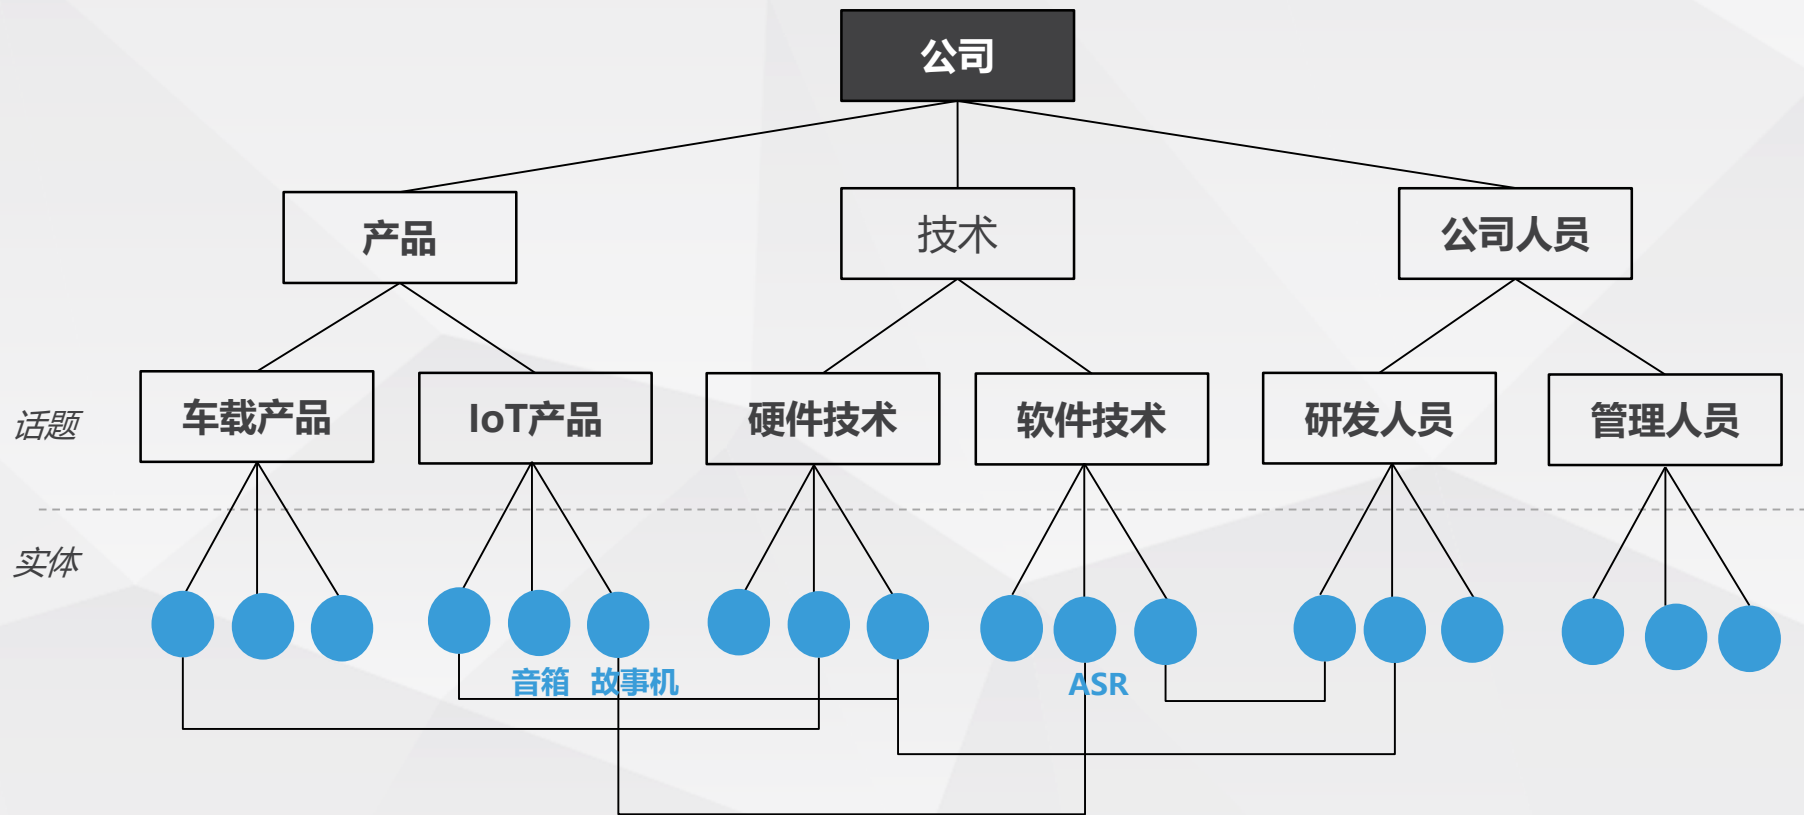 公司
产品
技术
公司人员
话题
车载产品
IoT产品
硬件技术
软件技术
研发人员
管理人员
实体
音箱
故事机
ASR